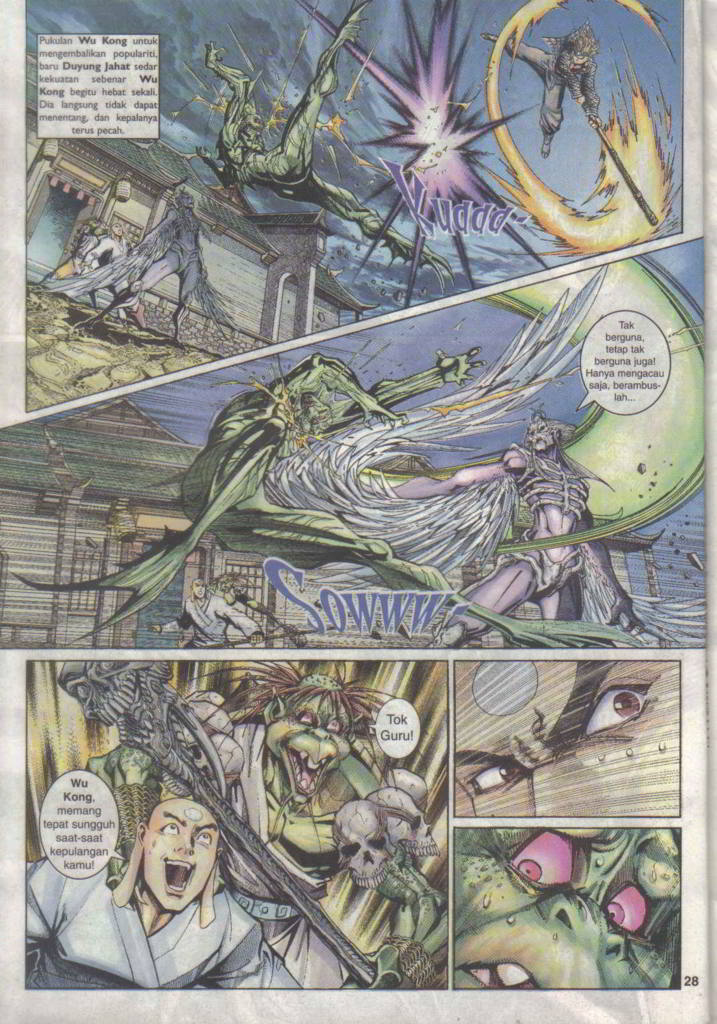 Pukulan Wu Kong untuk
mengembalikan populariti,
baru Duyung Jahat sedar
kekuatan sebenar Wu
Kong begitu hebat sekali.
Dia langsung tidak dapat
menentang, dan kepalanya
terus pecah.
Yuddd~
Tak
berguna,
tetap tak
berguna juga!
Hanya mengacau
saja, berambus-
lah...
Sowww~
Tok
Guru!
Wu
Kong,
memang
tepat sungguh
saat-saat
kepulangan
kamu!
28